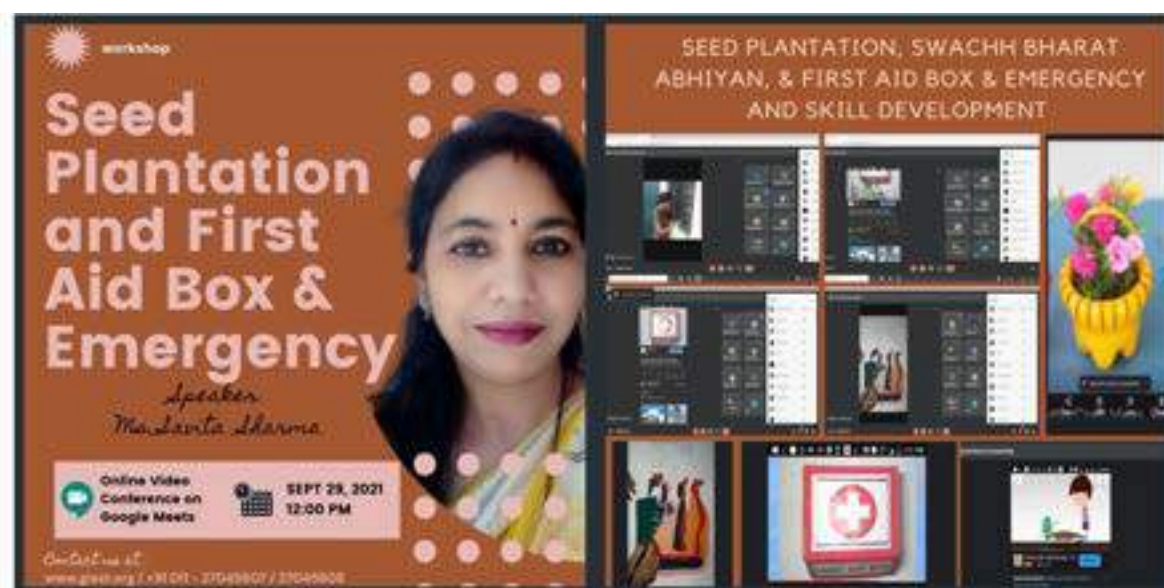 workshop
Seed
Plantation
and First
Aid Box &
Emergency
Speaker
Ms. Savita Sharma
Online Video
Conference on
Google Meets
SEPT 29, 2021
12:00 PM
Contact us at
SEED PLANTATION, SWACHH BHARAT
ABHIYAN, & FIRST AID BOX & EMERGENCY
AND SKILL DEVELOPMENT